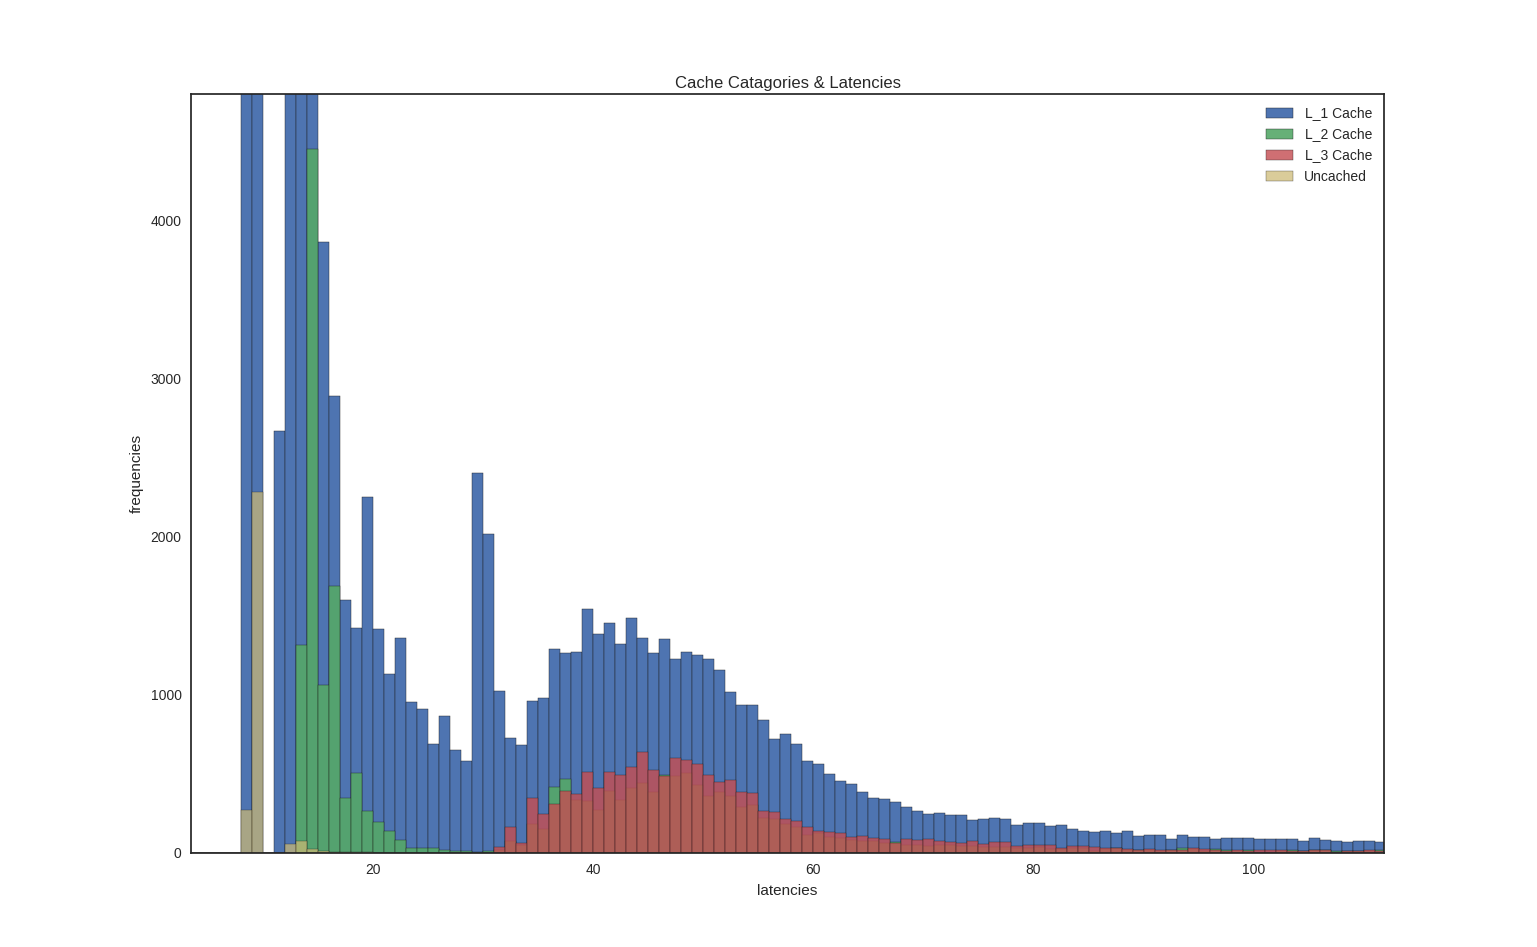 Cache Catagories & Latencies
L_1 Cache
L_2 Cache
L_3 Cache
Uncached
4000
3000
2000
1000
0
frequencies
20 40 60 80 100
latencies